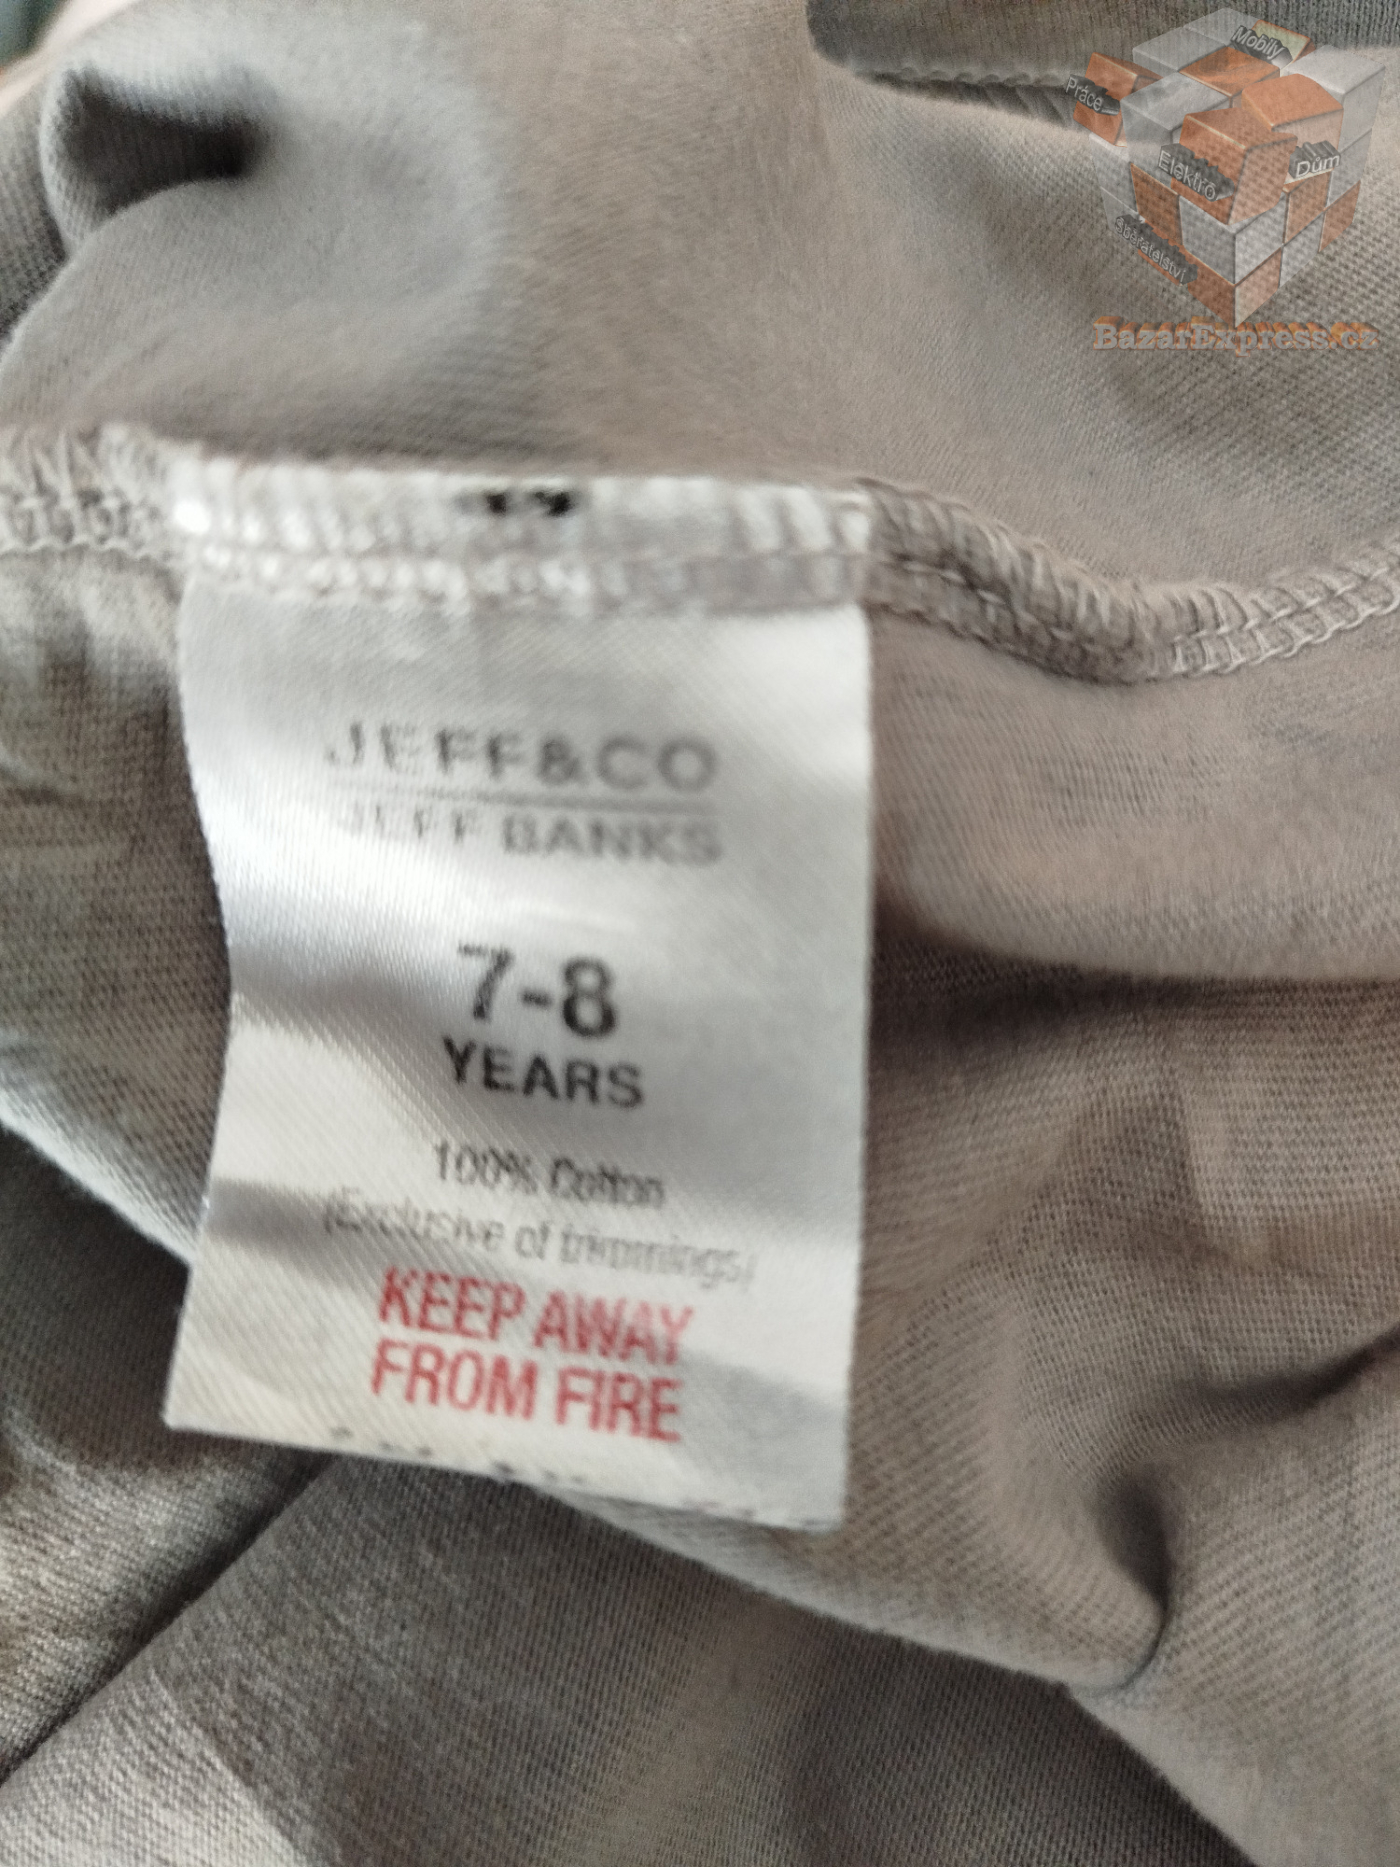 Mobily
Práce
Elektro
Dům
Sběratelství
BazarExpress.cz
JEFF&CO
JEFF BANKS
7-8
YEARS
100% Cotton
(Exclusive of trimmings)
KEEP AWAY
FROM FIRE